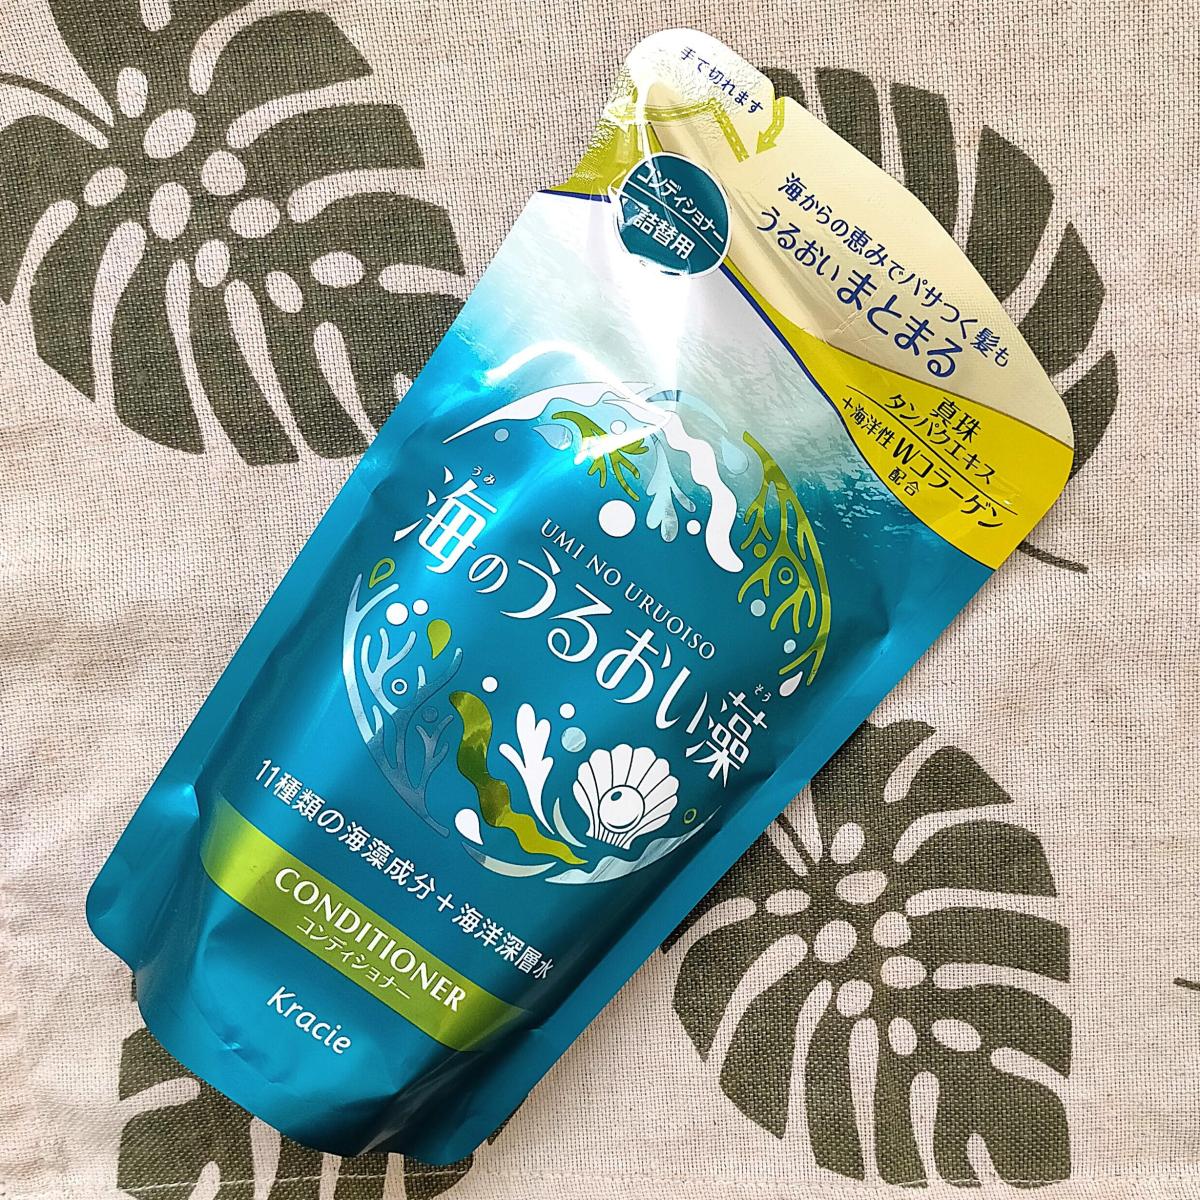 手で切れます
コンディショナー
詰替用
海からの恵みでパサつく髪も
うるおいまとまる
真珠
タンパクエキス
+海洋性Wコラーゲン
配合
うみ
UMI NO URUOISO
海のうるおい藻
そう
11種類の海藻成分+海洋深層水
CONDITIONER
コンディショナー
Kracie